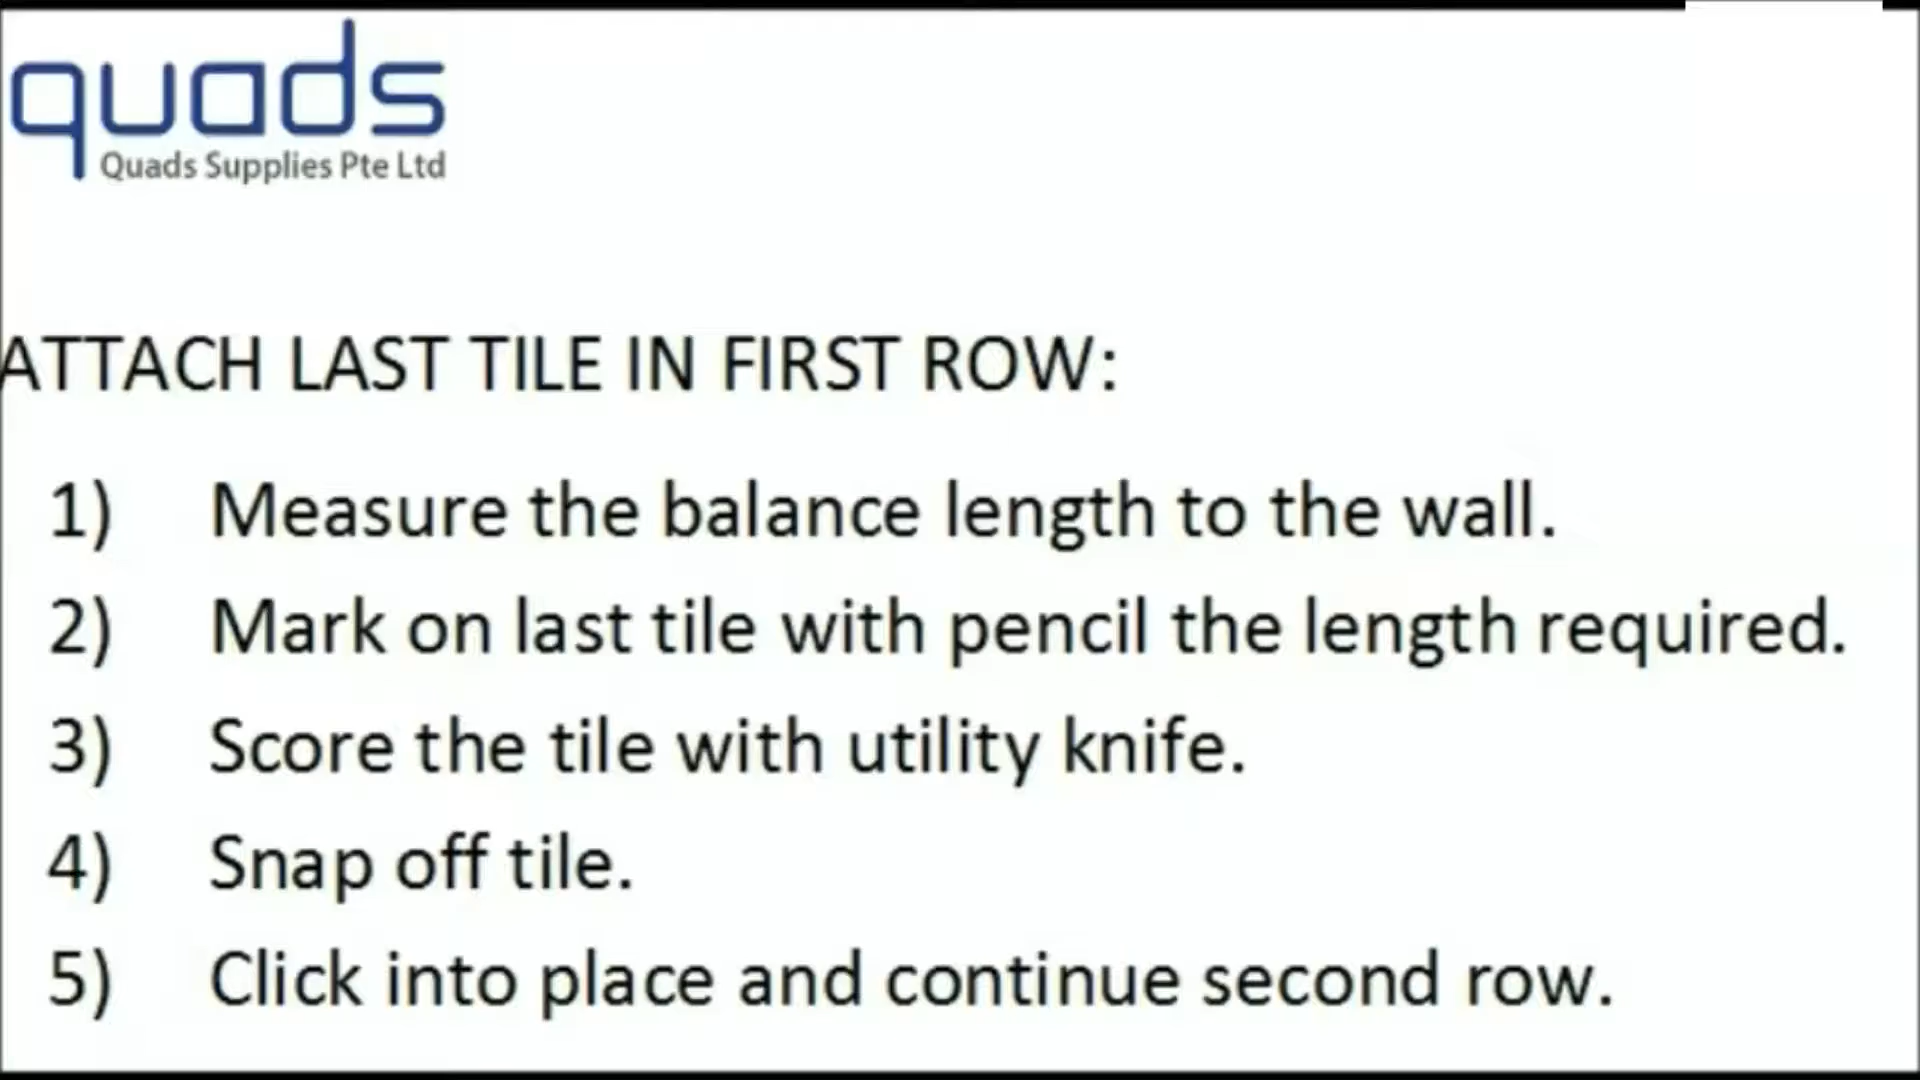 quads
Quads Supplies Pte Ltd
ATTACH LAST TILE IN FIRST ROW:
1) Measure the balance length to the wall.
2) Mark on last tile with pencil the length required.
3) Score the tile with utility knife.
4) Snap off tile.
5) Click into place and continue second row.